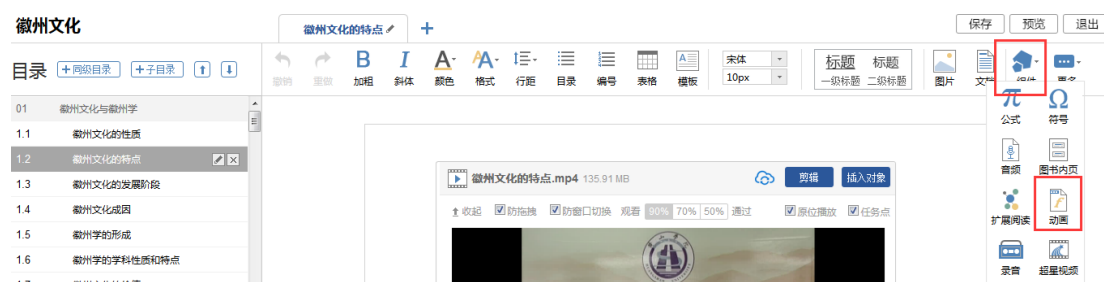 徽州文化
徽州文化的特点
+
保存 预览 退出
目录 +同级目录 +子目录
撤销 重做 B 加粗 I 斜体 A 颜色 AA 格式 行距 目录 编号 表格 模板
宋体
10px
标题 标题
一级标题 二级标题
图片 文档 组件 更多
01 徽州文化与徽州学
1.1 徽州文化的性质
1.2 徽州文化的特点
1.3 徽州文化的发展阶段
1.4 徽州文化成因
1.5 徽州学的形成
1.6 徽州学的学科性质和特点
1.7
徽州文化的特点.mp4 135.91 MB 剪辑 插入对象
收起 防拖拽 防窗口切换 观看 90% 70% 50% 通过 原位播放 任务点
π 公式 Ω 符号
音频 图书内页
扩展阅读 动画
录音 超星视频